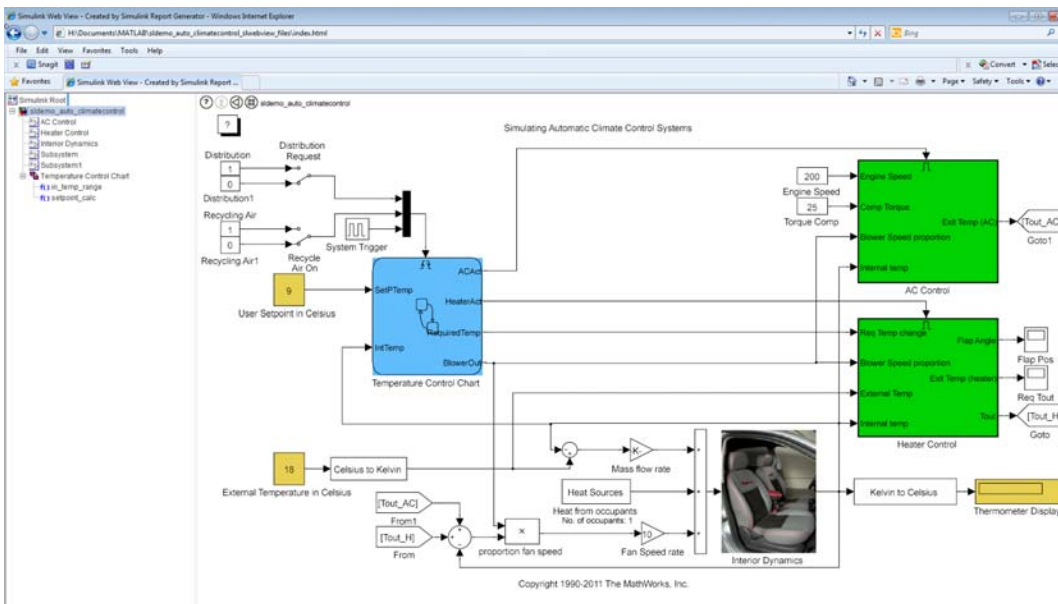 Simulink Web View - Created by Simulink Report Generator - Windows Internet Explorer
H:\Documents\MATLAB\sldemo_auto_climatecontrol_slwebview_files\index.html
Bing
File Edit View Favorites Tools Help
x Snagit
x Convert Selec
Favorites Simulink Web View - Created by Simulink Report ...
Page Safety Tools
Simulink Root
sldemo_auto_climatecontrol
AC Control
Heater Control
Interior Dynamics
Subsystem
Subsystem1
Temperature Control Chart
f() in_temp_range
f() setpoint_calc
? sldemo_auto_climatecontrol
?
Simulating Automatic Climate Control Systems
Distribution
Distribution
Request
1
0
Distribution1
Recycling Air
1
0
Recycling Air1
Recycle
Air On
System Trigger
9
User Setpoint in Celsius
SetPTemp
IntTemp
ACAct
HeaterAct
RequiredTemp
BlowerOut
Temperature Control Chart
200
Engine Speed
25
Torque Comp
Engine Speed
Comp Torque
Blower Speed proportion
Internal temp
Exit Temp (AC)
AC Control
[Tout_AC
Goto1
Req Temp change
Blower Speed proportion
External Temp
Internal temp
Flap Angle
Exit Temp (heater)
Tout
Heater Control
Flap Pos
Req Tout
[Tout_H]
Goto
18
External Temperature in Celsius
Celsius to Kelvin
-K-
Mass flow rate
Heat Sources
Heat from occupants
No. of occupants: 1
[Tout_AC]
From1
[Tout_H]
From
×
proportion fan speed
10
Fan Speed rate
Interior Dynamics
Kelvin to Celsius
Thermometer Display
Copyright 1990-2011 The MathWorks, Inc.